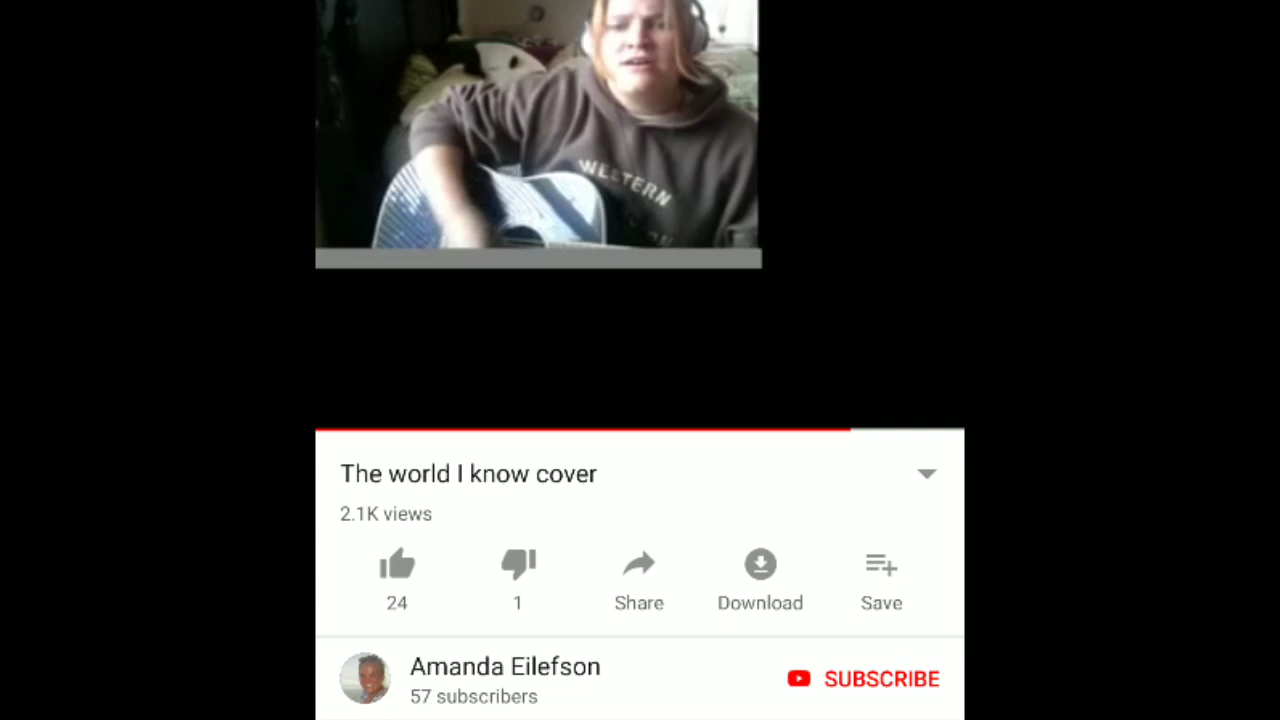 WESTERN
The world I know cover
2.1K views
24
1
Share
Download
Save
Amanda Eilefson
57 subscribers
SUBSCRIBE